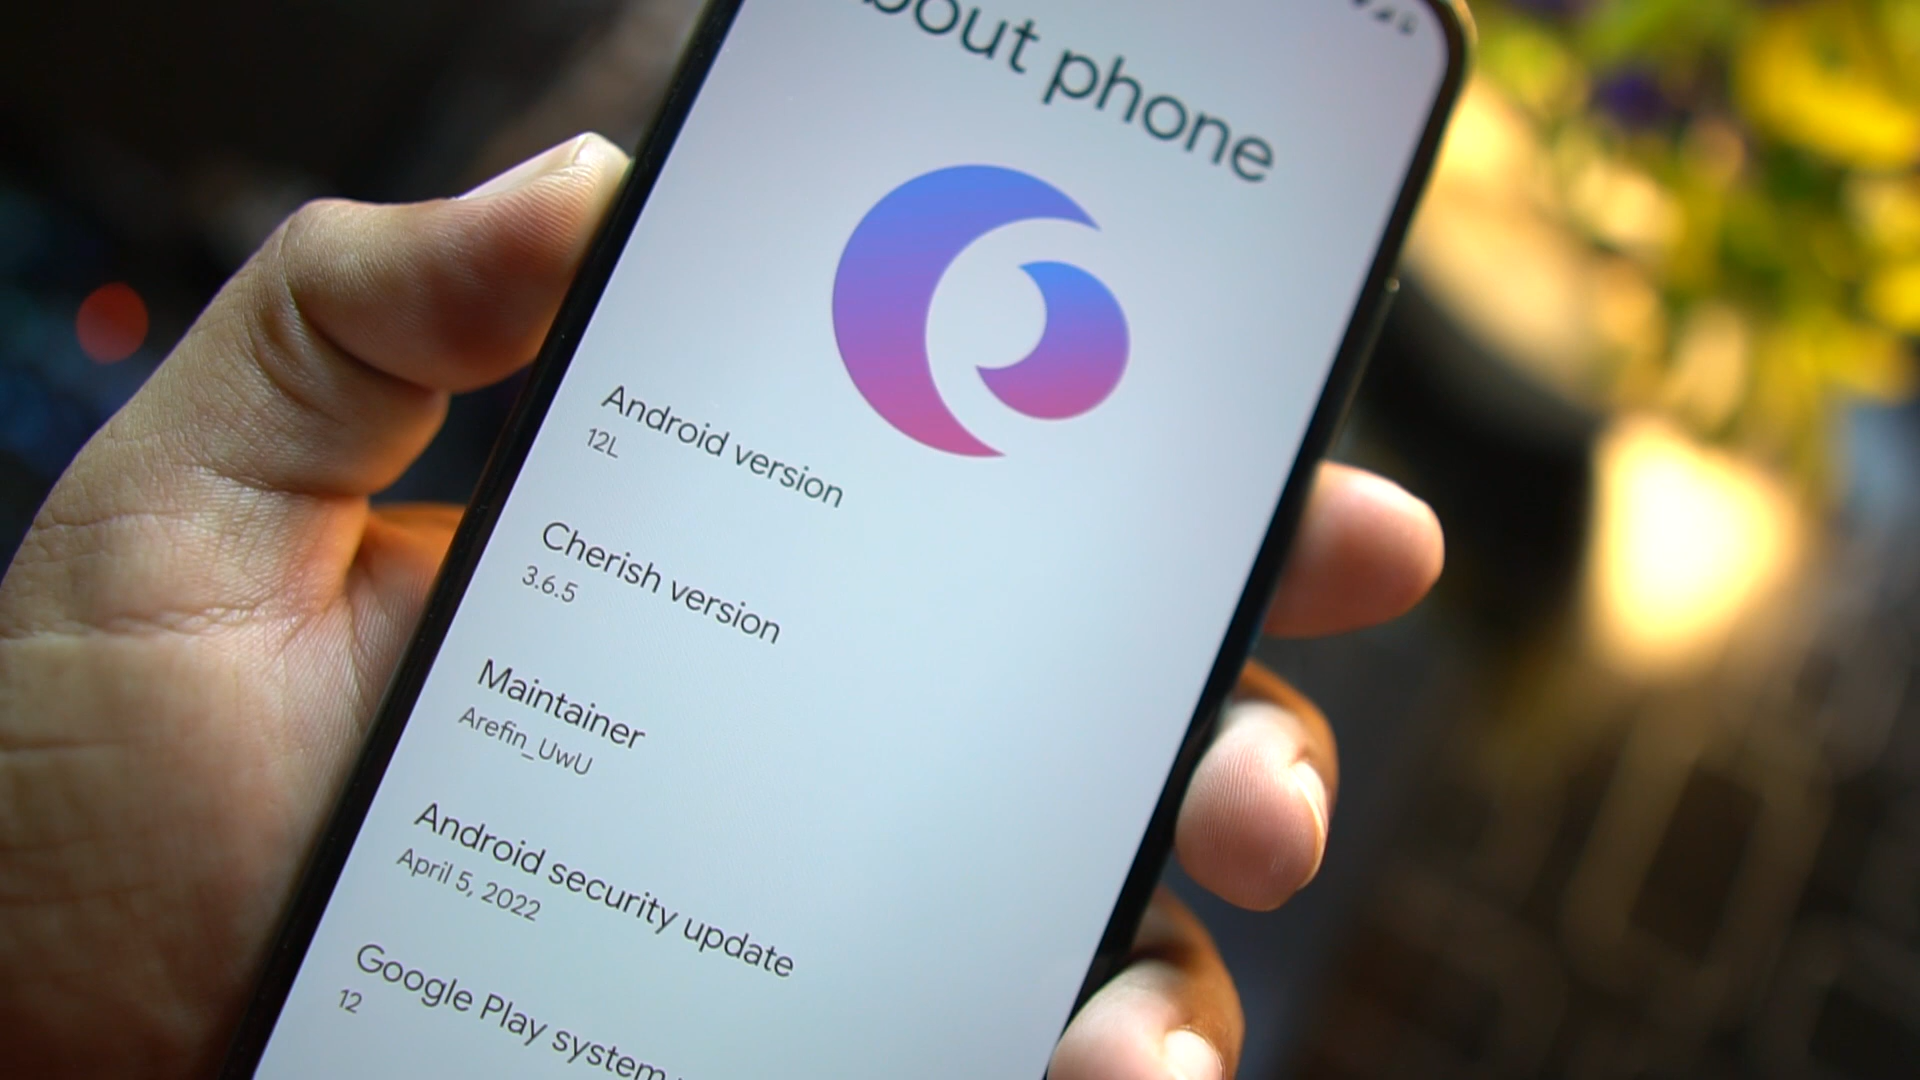 bout phone
Android version
12L
Cherish version
3.6.5
Maintainer
Arefin_UwU
Android security update
April 5, 2022
Google Play system
12